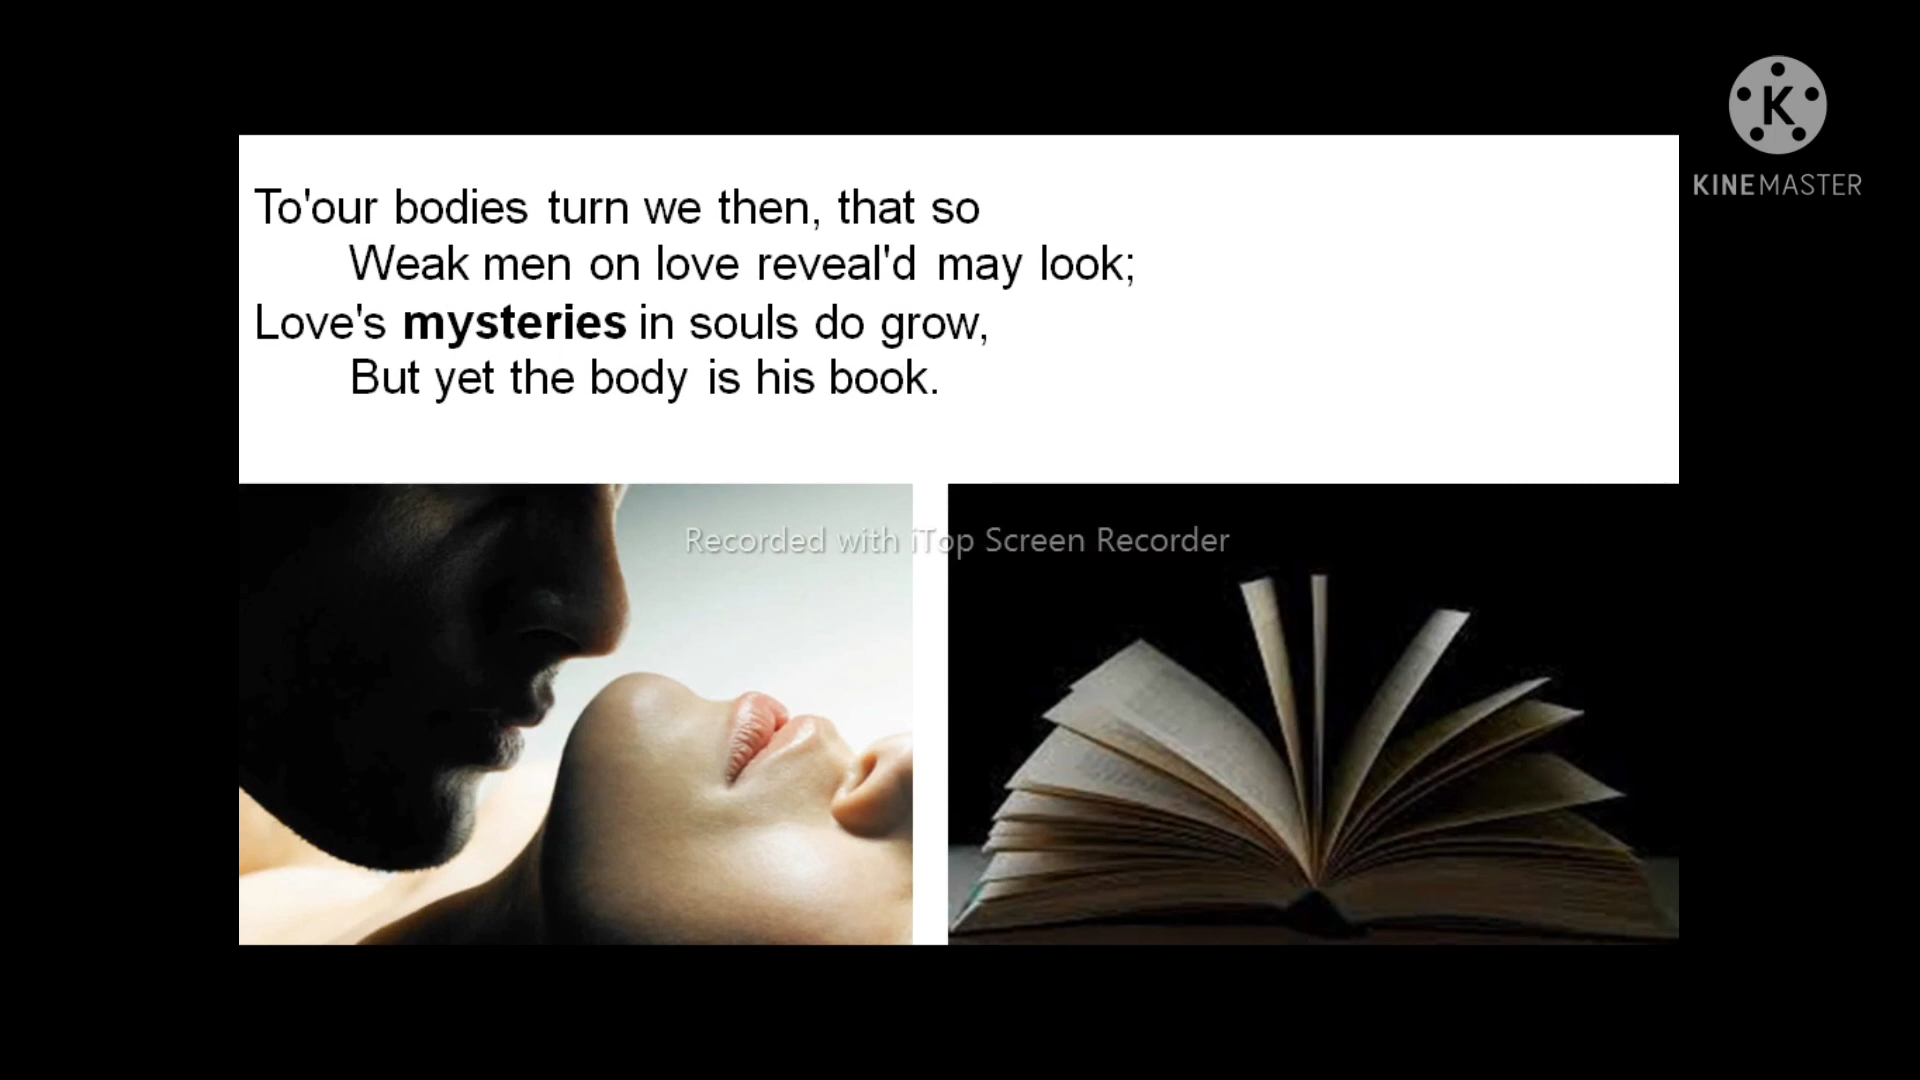 To'our bodies turn we then, that so
Weak men on love reveal'd may look;
Love's mysteries in souls do grow,
But yet the body is his book.
K
KINEMASTER
Recorded with iTop Screen Recorder